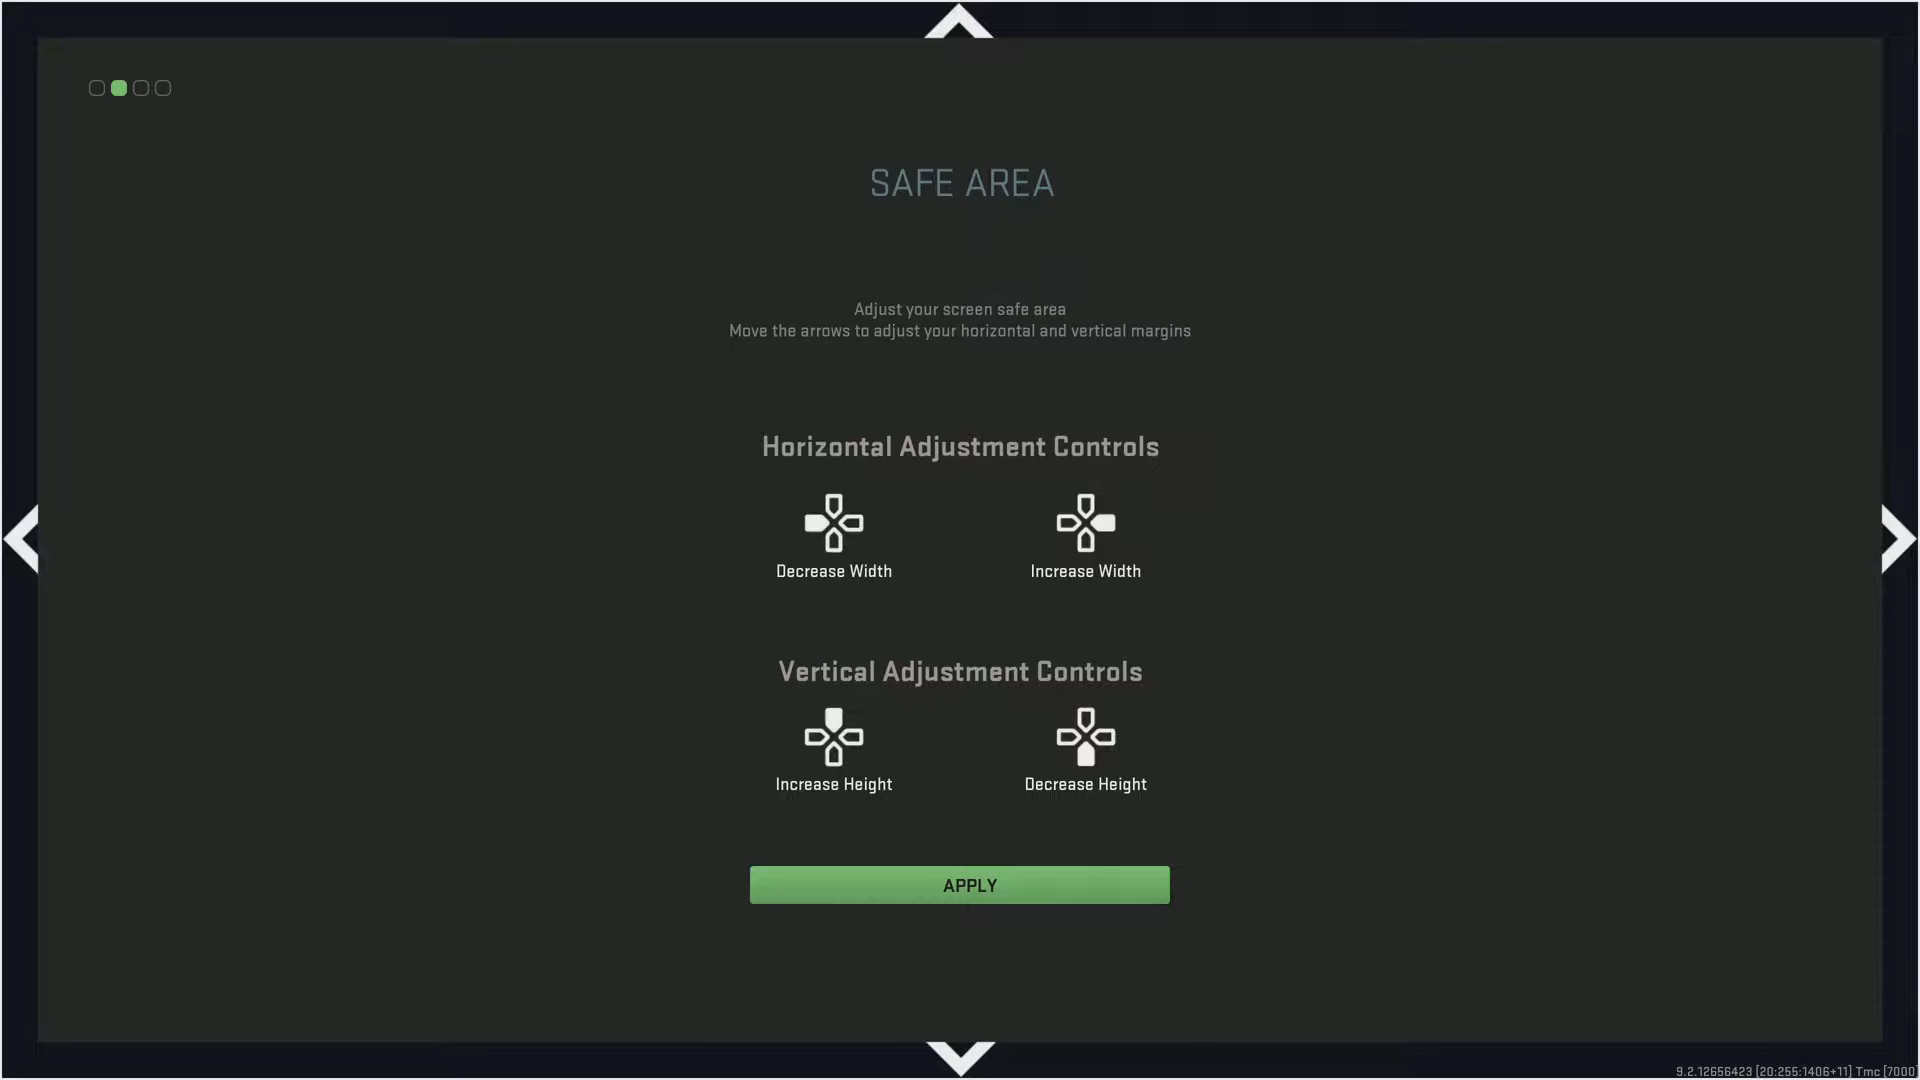 SAFE AREA
Adjust your screen safe area
Move the arrows to adjust your horizontal and vertical margins
Horizontal Adjustment Controls
Decrease Width
Increase Width
Vertical Adjustment Controls
Increase Height
Decrease Height
APPLY
9.2.12656423 [20:255:1406+11] Tmc [7000]